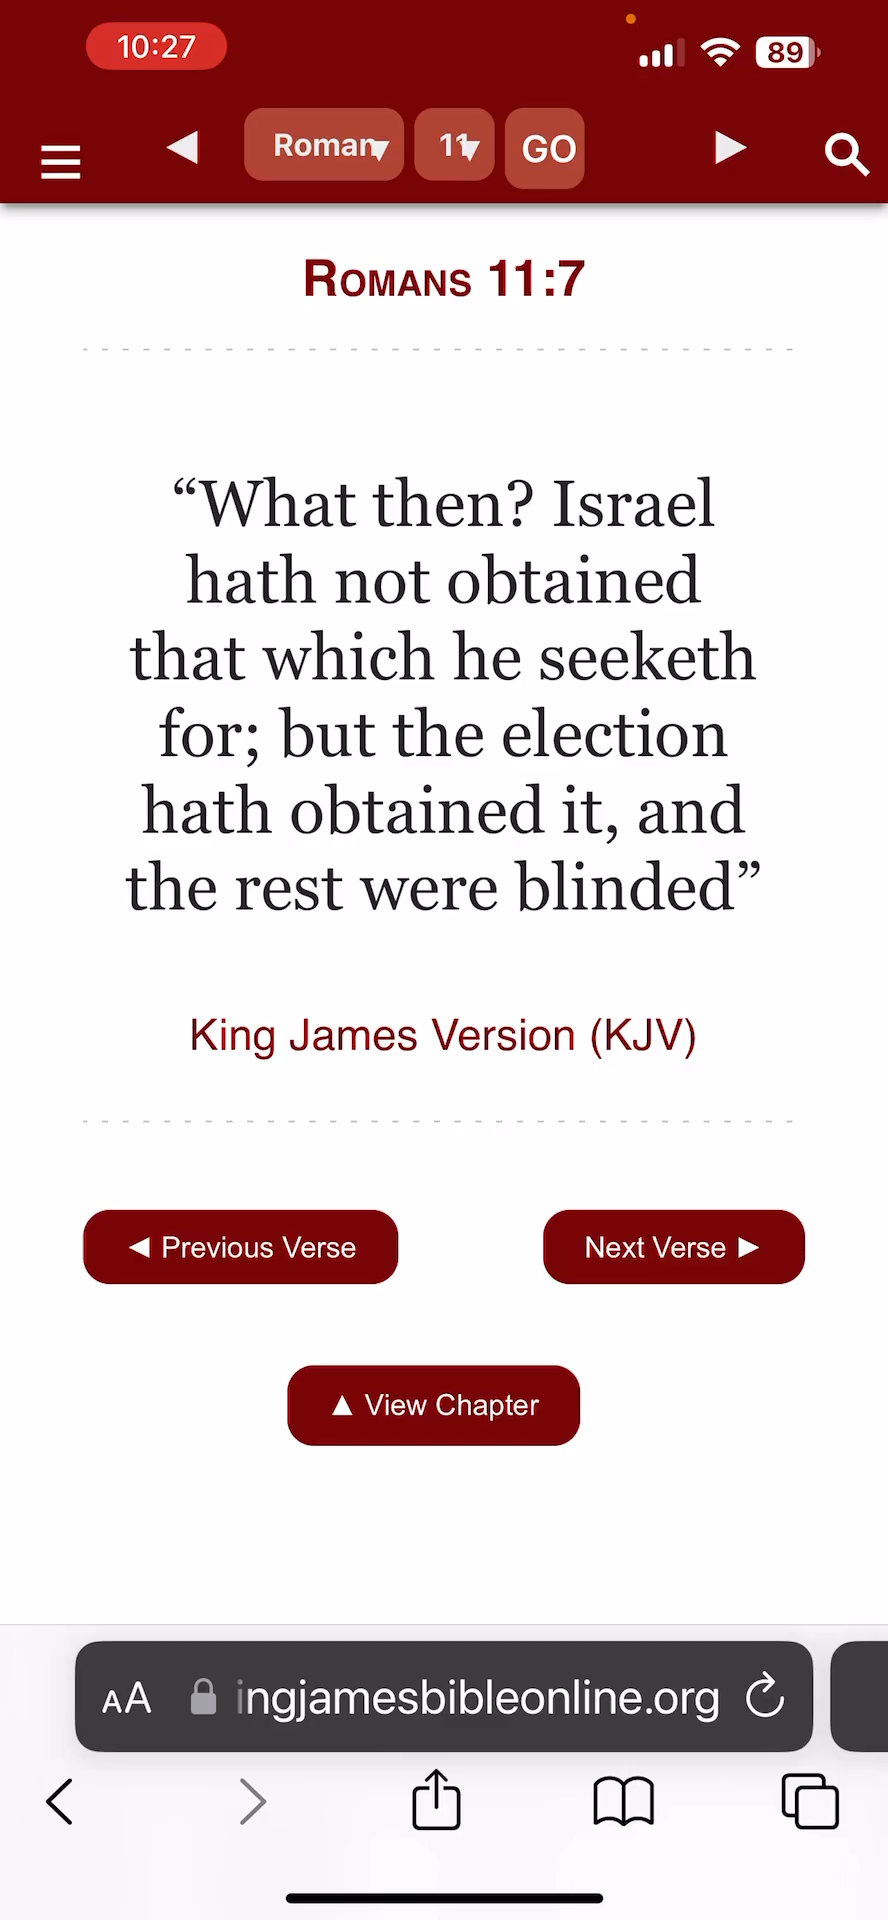 10:27
89
Roman
11
GO
Romans 11:7
“What then? Israel
hath not obtained
that which he seeketh
for; but the election
hath obtained it, and
the rest were blinded”
King James Version (KJV)
◄ Previous Verse
Next Verse ►
▲ View Chapter
AA
ingjamesbibleonline.org